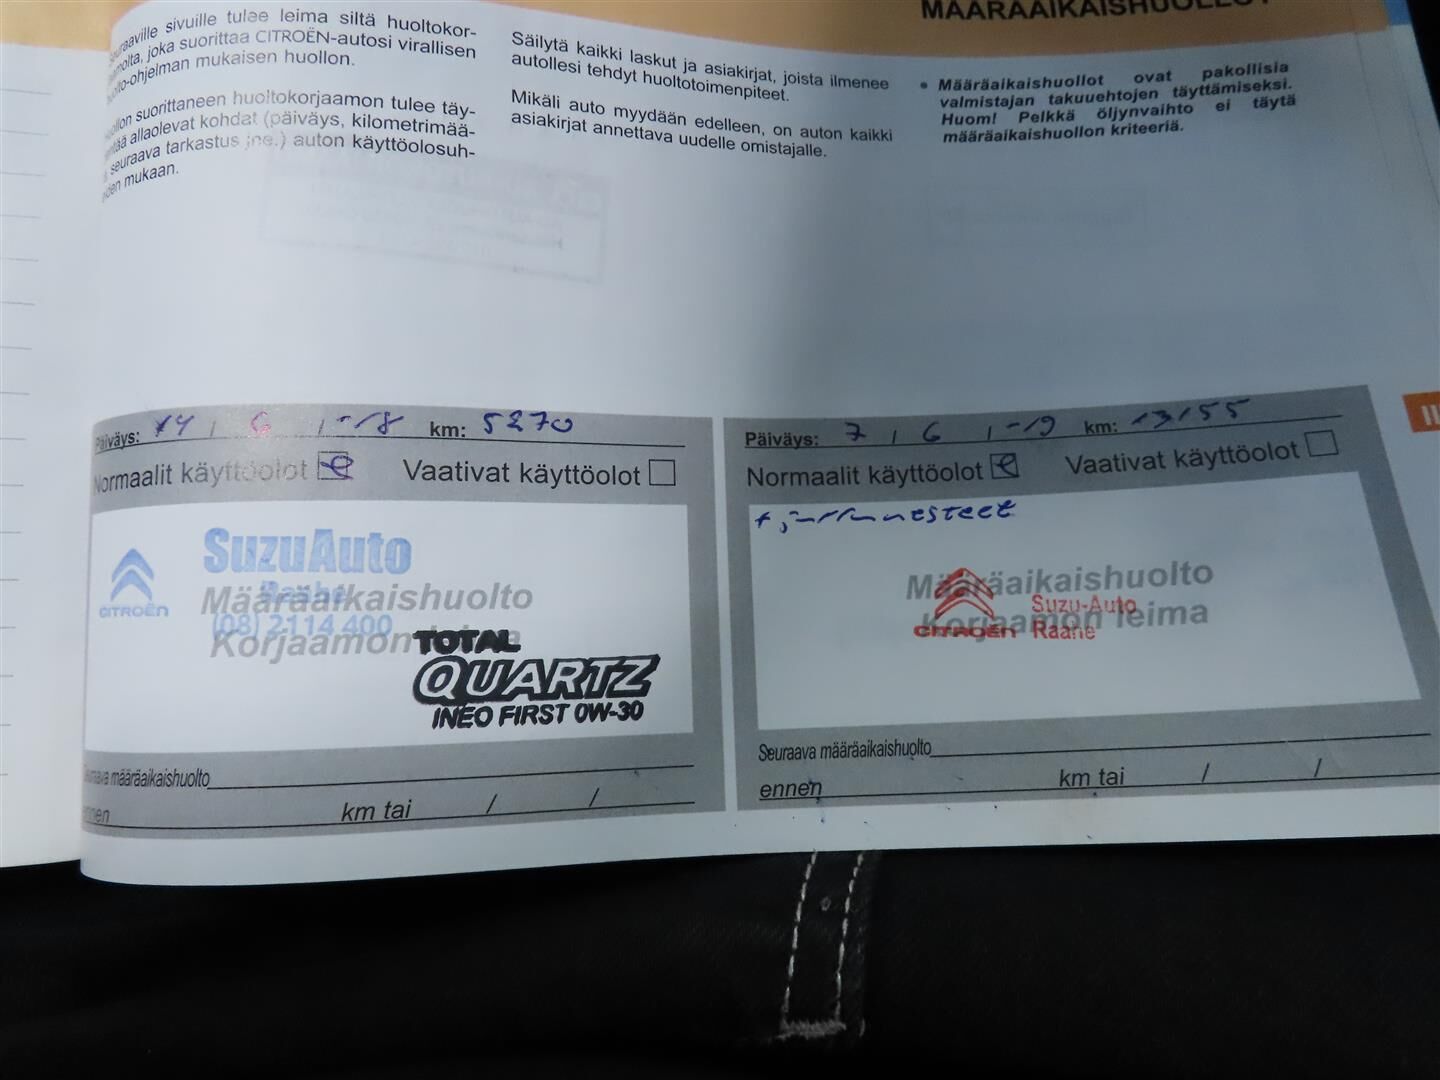 MÄÄRÄAIKAISHUOLLOT
sivuille tulee leima siltä huoltokor-
joka suorittaa CITROËN-autosi virallisen
huolto-ohjelman mukaisen huollon.
suorittaneen huoltokorjaamon tulee täy-
allaolevat kohdat (päiväys, kilometrimää-
seuraava tarkastus jne.) auton käyttöolosuh-
mukaan.
Säilytä kaikki laskut ja asiakirjat, joista ilmenee
autollesi tehdyt huoltotoimenpiteet.
Mikäli auto myydään edelleen, on auton kaikki
asiakirjat annettava uudelle omistajalle.
• Määräaikaishuollot ovat pakollisia
valmistajan takuuehtojen täyttämiseksi.
Huom! Pelkkä öljynvaihto ei täytä
määräaikaishuollon kriteeriä.
II
Päiväys: 14 / 6 / -18 km: 5270
Normaalit käyttöolot Vaativat käyttöolot
SuzuAuto
Raahe
Määräaikaishuolto
CITROËN
(08) 2114 400
Korjaamon leima
TOTAL
QUARTZ
INEO FIRST 0W-30
Seuraava määräaikaishuolto
ennen km tai / /
Päiväys: 7 / 6 / -19 km: 13155
Normaalit käyttöolot Vaativat käyttöolot
+ jarrunesteet
Määräaikaishuolto
Suzu-Auto
Korjaamon leima
CITROËN Raahe
Seuraava määräaikaishuolto
ennen km tai / /